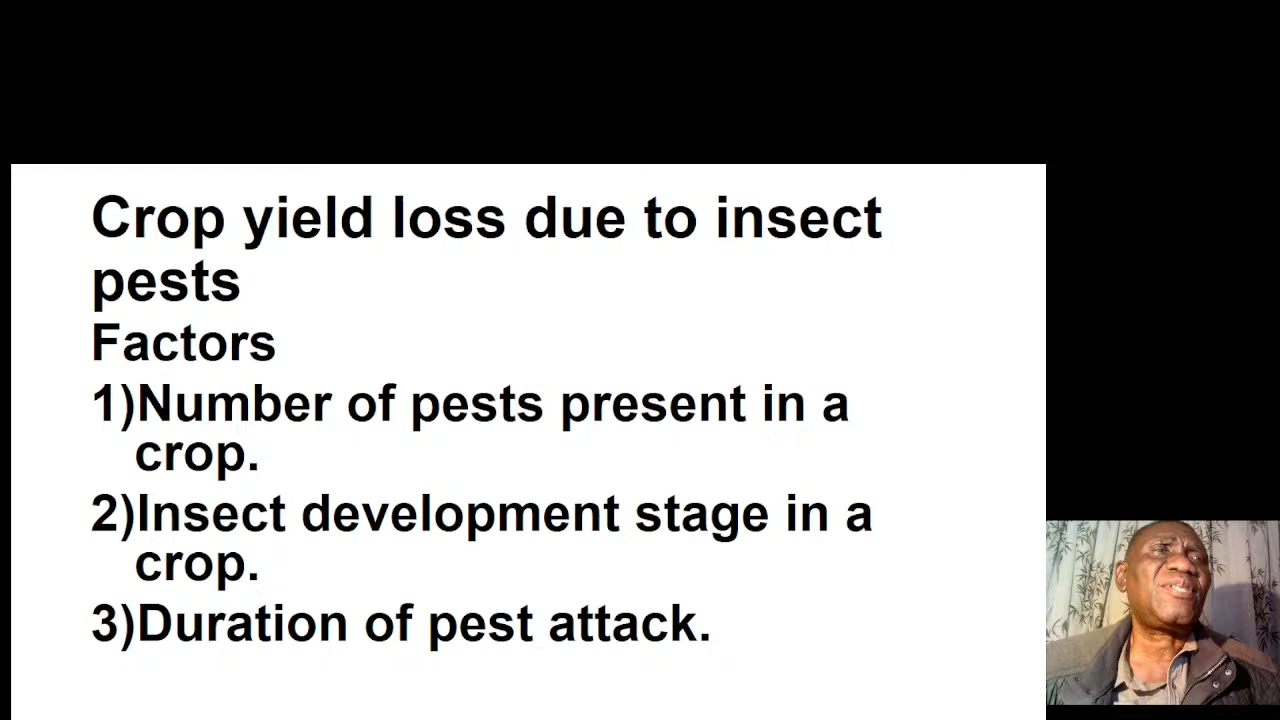 Crop yield loss due to insect
pests
Factors
1)Number of pests present in a
crop.
2)Insect development stage in a
crop.
3)Duration of pest attack.